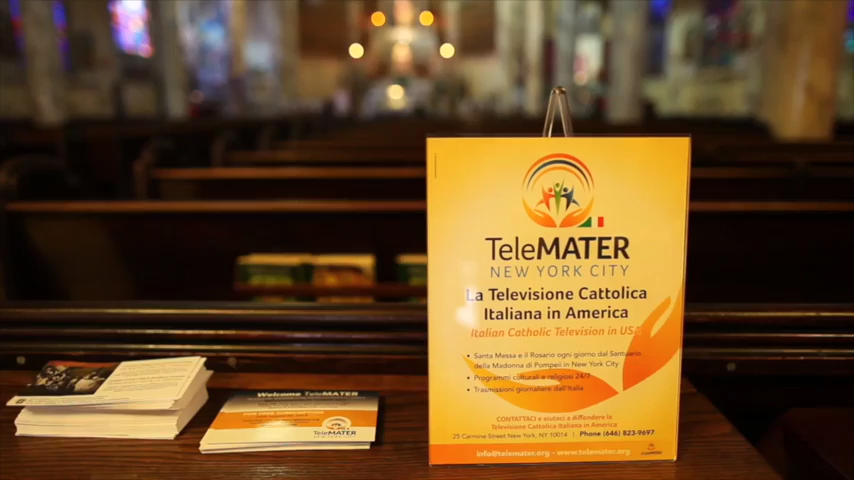 TeleMATER
NEW YORK CITY
La Televisione Cattolica
Italiana in America
Italian Catholic Television in USA
• Santa Messa e il Rosario ogni giorno dal Santuario
della Madonna di Pompeii in New York City
• Programmi culturali e religiosi 24/7
• Trasmissioni giornaliere dall'Italia
CONTATTACI e aiutaci a diffondere la
Televisione Cattolica Italiana in America
25 Carmine Street New York, NY 10014 | Phone (646) 823-9697
info@telemater.org - www.telemater.org
Welcome TeleMATER
TeleMATER